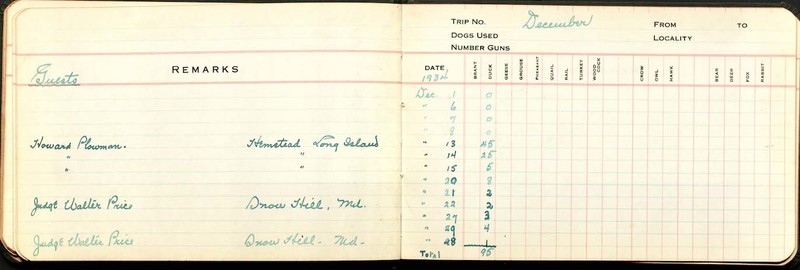 REMARKS
Guests
Howard Plowman. Hemstead Long Island
" "
" "
Judge Walter Price Snow Hill, Md.
Judge Walter Price Snow Hill - Md -
TRIP NO. December FROM TO
DOGS USED LOCALITY
NUMBER GUNS
DATE BRANT DUCK GEESE GROUSE PHEASANT QUAIL RAIL TURKEY WOOD COCK CROW OWL HAWK BEAR DEER FOX RABBIT
1934
Dec. 1 0
" 6 0
" 7 0
" 8 0
" 13 45
" 14 25
" 15 5
" 20 8
" 21 2
" 22 2
" 27 3
" 29 4
" 28 1
Total 95